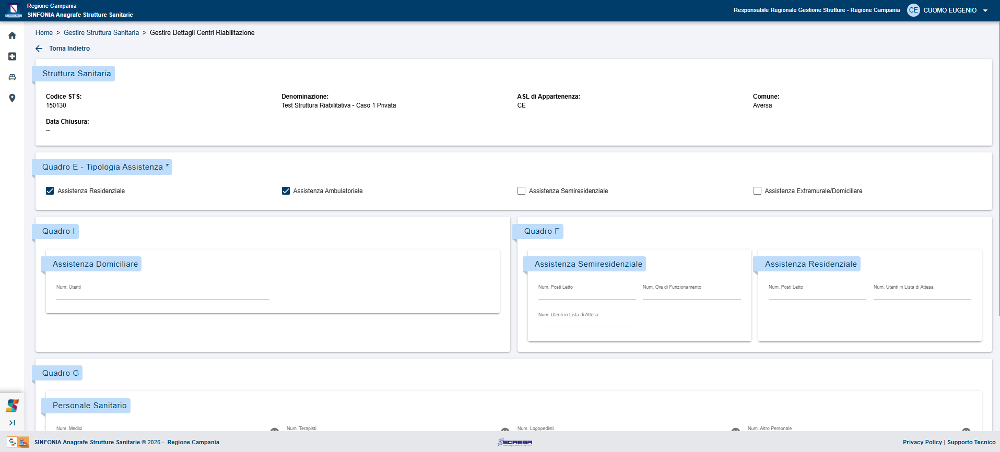 Regione Campania
SINFONIA Anagrafe Strutture Sanitarie
Responsabile Regionale Gestione Strutture - Regione Campania
CE
CUOMO EUGENIO
Home > Gestire Struttura Sanitaria > Gestire Dettagli Centri Riabilitazione
Torna Indietro
Struttura Sanitaria
Codice STS:
150130
Denominazione:
Test Struttura Riabilitativa - Caso 1 Privata
ASL di Appartenenza:
CE
Comune:
Aversa
Data Chiusura:
--
Quadro E - Tipologia Assistenza *
Assistenza Residenziale
Assistenza Ambulatoriale
Assistenza Semiresidenziale
Assistenza Extramurale/Domiciliare
Quadro I
Assistenza Domiciliare
Num. Utenti
Quadro F
Assistenza Semiresidenziale
Num. Posti Letto
Num. Ore di Funzionamento
Num. Utenti in Lista di Attesa
Assistenza Residenziale
Num. Posti Letto
Num. Utenti in Lista di Attesa
Quadro G
Personale Sanitario
Num. Medici
Num. Terapisti
Num. Logopedisti
Num. Altro Personale
SINFONIA Anagrafe Strutture Sanitarie © 2026 - Regione Campania
SORESA
Privacy Policy | Supporto Tecnico